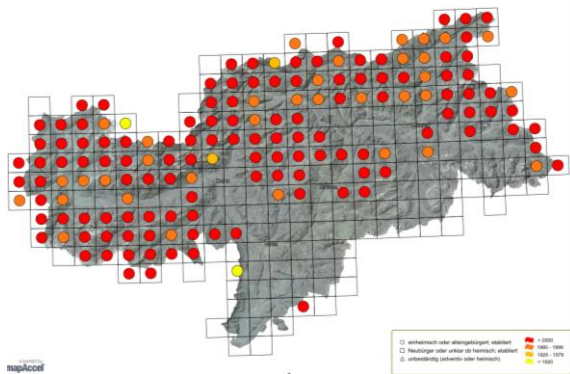 powered by
mapAccel
einheimisch oder alteingebürgert; etabliert
Neubürger oder unklar ob heimisch; etabliert
unbeständig (adventiv oder heimisch)
> 2000
1980 - 1999
1920 - 1979
< 1920